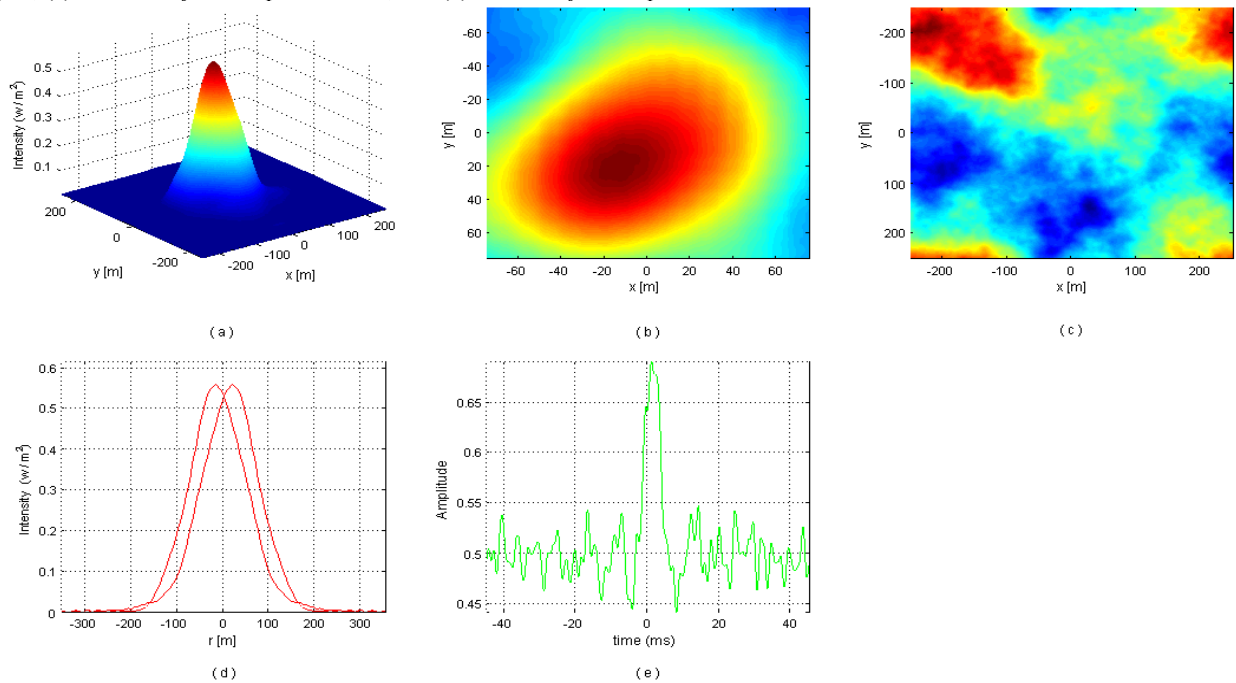 0.5
0.4
0.3
0.2
0.1
Intensity (w/m²)
200
0
-200
y [m]
-200
-100
0
100
200
x [m]
( a )
-60
-40
-20
0
20
40
60
y [m]
-60 -40 -20 0 20 40 60
x [m]
( b )
-200
-100
0
100
200
y [m]
-200 -100 0 100 200
x [m]
( c )
0.6
0.5
0.4
0.3
0.2
0.1
0
Intensity (w/m²)
-300 -200 -100 0 100 200 300
r [m]
( d )
0.65
0.6
0.55
0.5
0.45
Amplitude
-40 -20 0 20 40
time (ms)
( e )